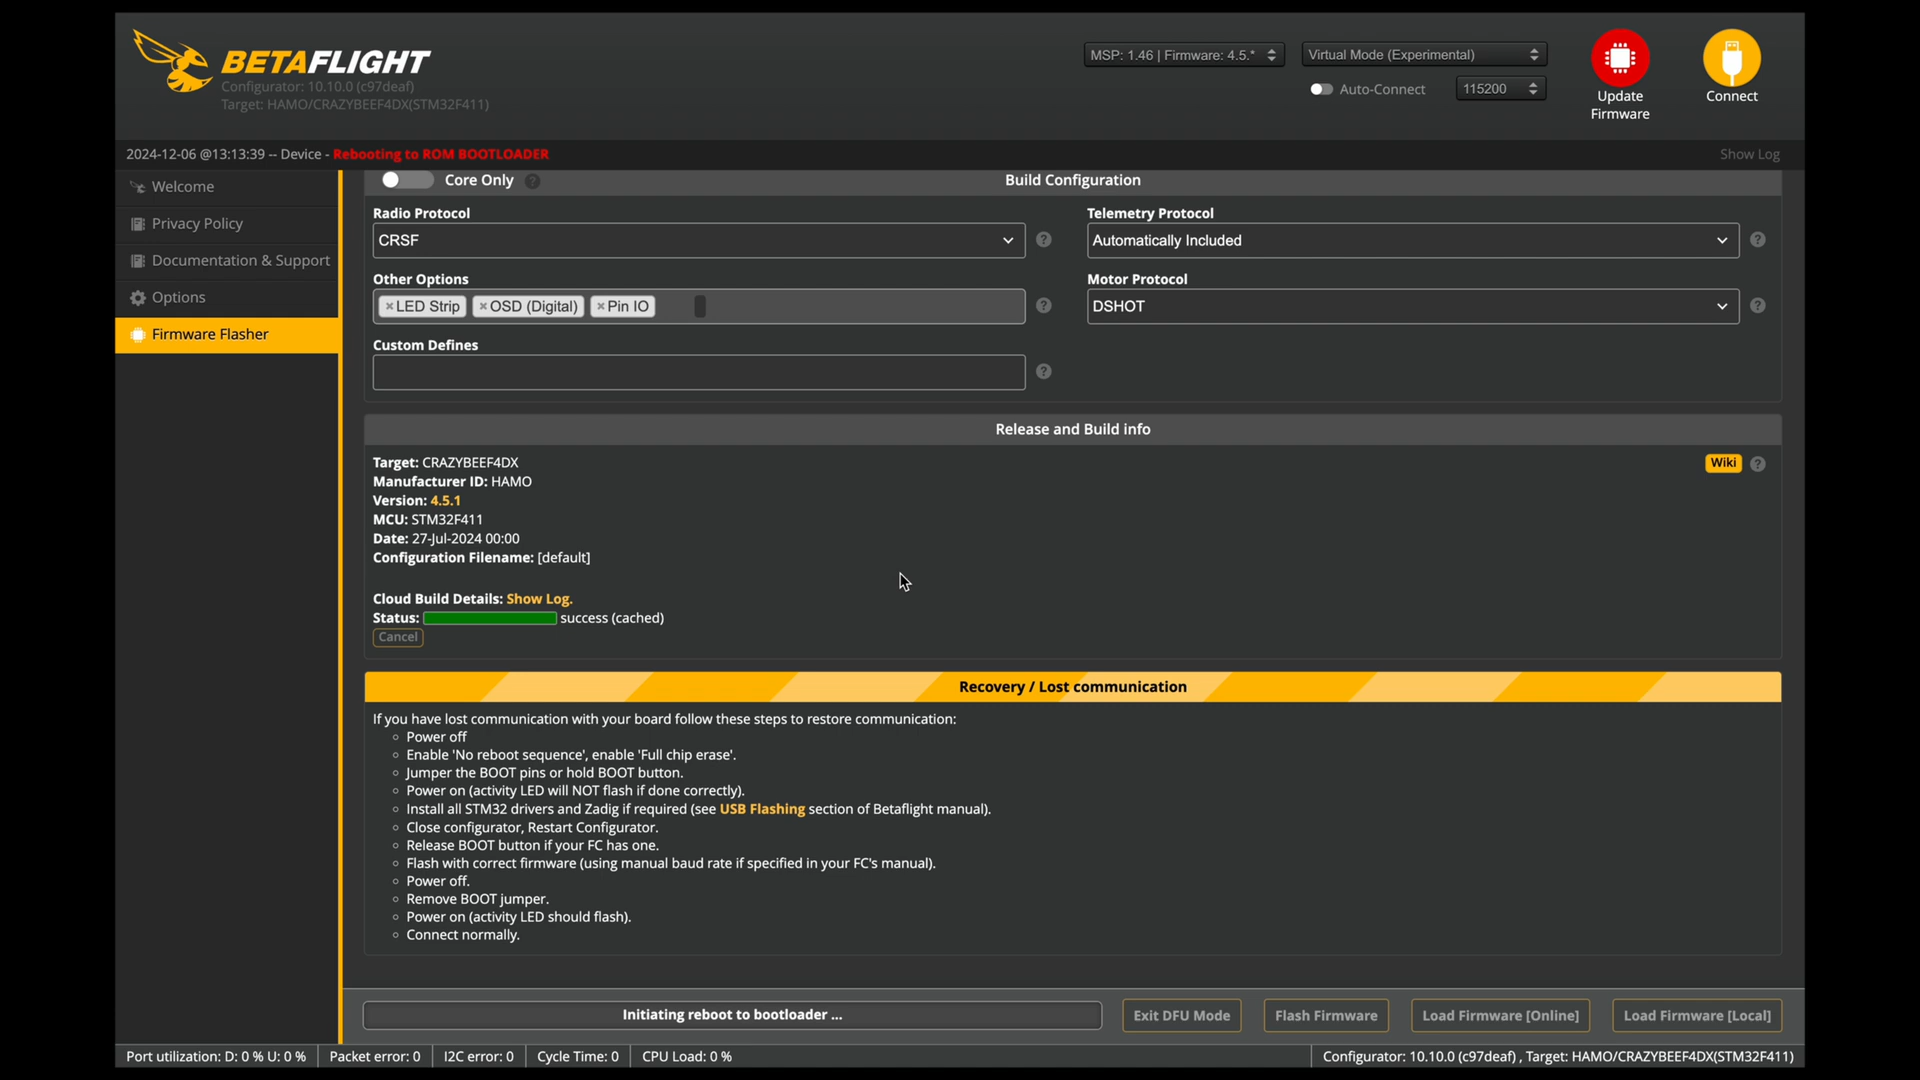 BETAFLIGHT
Configurator: 10.10.0 (c97deaf)
Target: HAMO/CRAZYBEEF4DX(STM32F411)
MSP: 1.46 | Firmware: 4.5.*
Virtual Mode (Experimental)
Auto-Connect
115200
Update
Firmware
Connect
2024-12-06 @13:13:39 -- Device - Rebooting to ROM BOOTLOADER
Show Log
Welcome
Privacy Policy
Documentation & Support
Options
Firmware Flasher
Core Only
Build Configuration
Radio Protocol
CRSF
Telemetry Protocol
Automatically Included
Other Options
×LED Strip ×OSD (Digital) ×Pin IO
Motor Protocol
DSHOT
Custom Defines
Release and Build info
Target: CRAZYBEEF4DX
Manufacturer ID: HAMO
Version: 4.5.1
MCU: STM32F411
Date: 27-Jul-2024 00:00
Configuration Filename: [default]
Wiki
Cloud Build Details: Show Log.
Status: success (cached)
Cancel
Recovery / Lost communication
If you have lost communication with your board follow these steps to restore communication:
Power off
Enable 'No reboot sequence', enable 'Full chip erase'.
Jumper the BOOT pins or hold BOOT button.
Power on (activity LED will NOT flash if done correctly).
Install all STM32 drivers and Zadig if required (see USB Flashing section of Betaflight manual).
Close configurator, Restart Configurator.
Release BOOT button if your FC has one.
Flash with correct firmware (using manual baud rate if specified in your FC's manual).
Power off.
Remove BOOT jumper.
Power on (activity LED should flash).
Connect normally.
Initiating reboot to bootloader ...
Exit DFU Mode
Flash Firmware
Load Firmware [Online]
Load Firmware [Local]
Port utilization: D: 0 % U: 0 %
Packet error: 0
I2C error: 0
Cycle Time: 0
CPU Load: 0 %
Configurator: 10.10.0 (c97deaf) , Target: HAMO/CRAZYBEEF4DX(STM32F411)